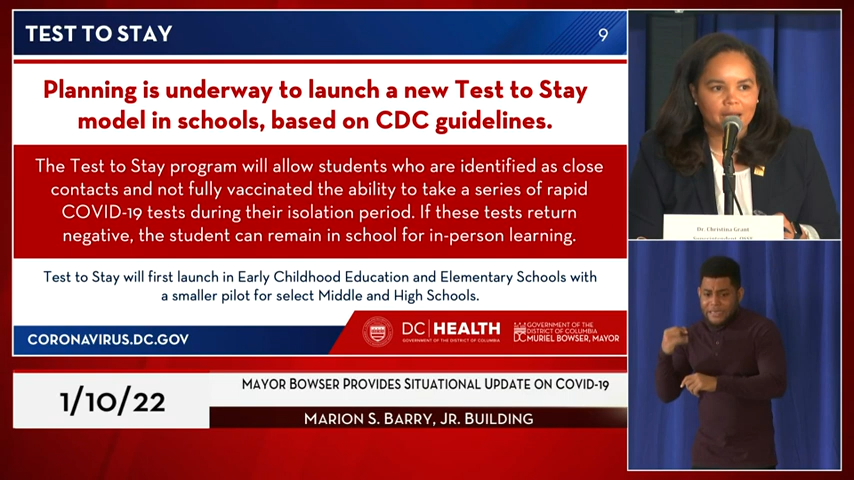 TEST TO STAY
9
Planning is underway to launch a new Test to Stay
model in schools, based on CDC guidelines.
The Test to Stay program will allow students who are identified as close
contacts and not fully vaccinated the ability to take a series of rapid
COVID-19 tests during their isolation period. If these tests return
negative, the student can remain in school for in-person learning.
Test to Stay will first launch in Early Childhood Education and Elementary Schools with
a smaller pilot for select Middle and High Schools.
CORONAVIRUS.DC.GOV
DC HEALTH
GOVERNMENT OF THE DISTRICT OF COLUMBIA
GOVERNMENT OF THE
DISTRICT OF COLUMBIA
DC MURIEL BOWSER, MAYOR
Dr. Christina Grant
1/10/22
MAYOR BOWSER PROVIDES SITUATIONAL UPDATE ON COVID-19
MARION S. BARRY, JR. BUILDING